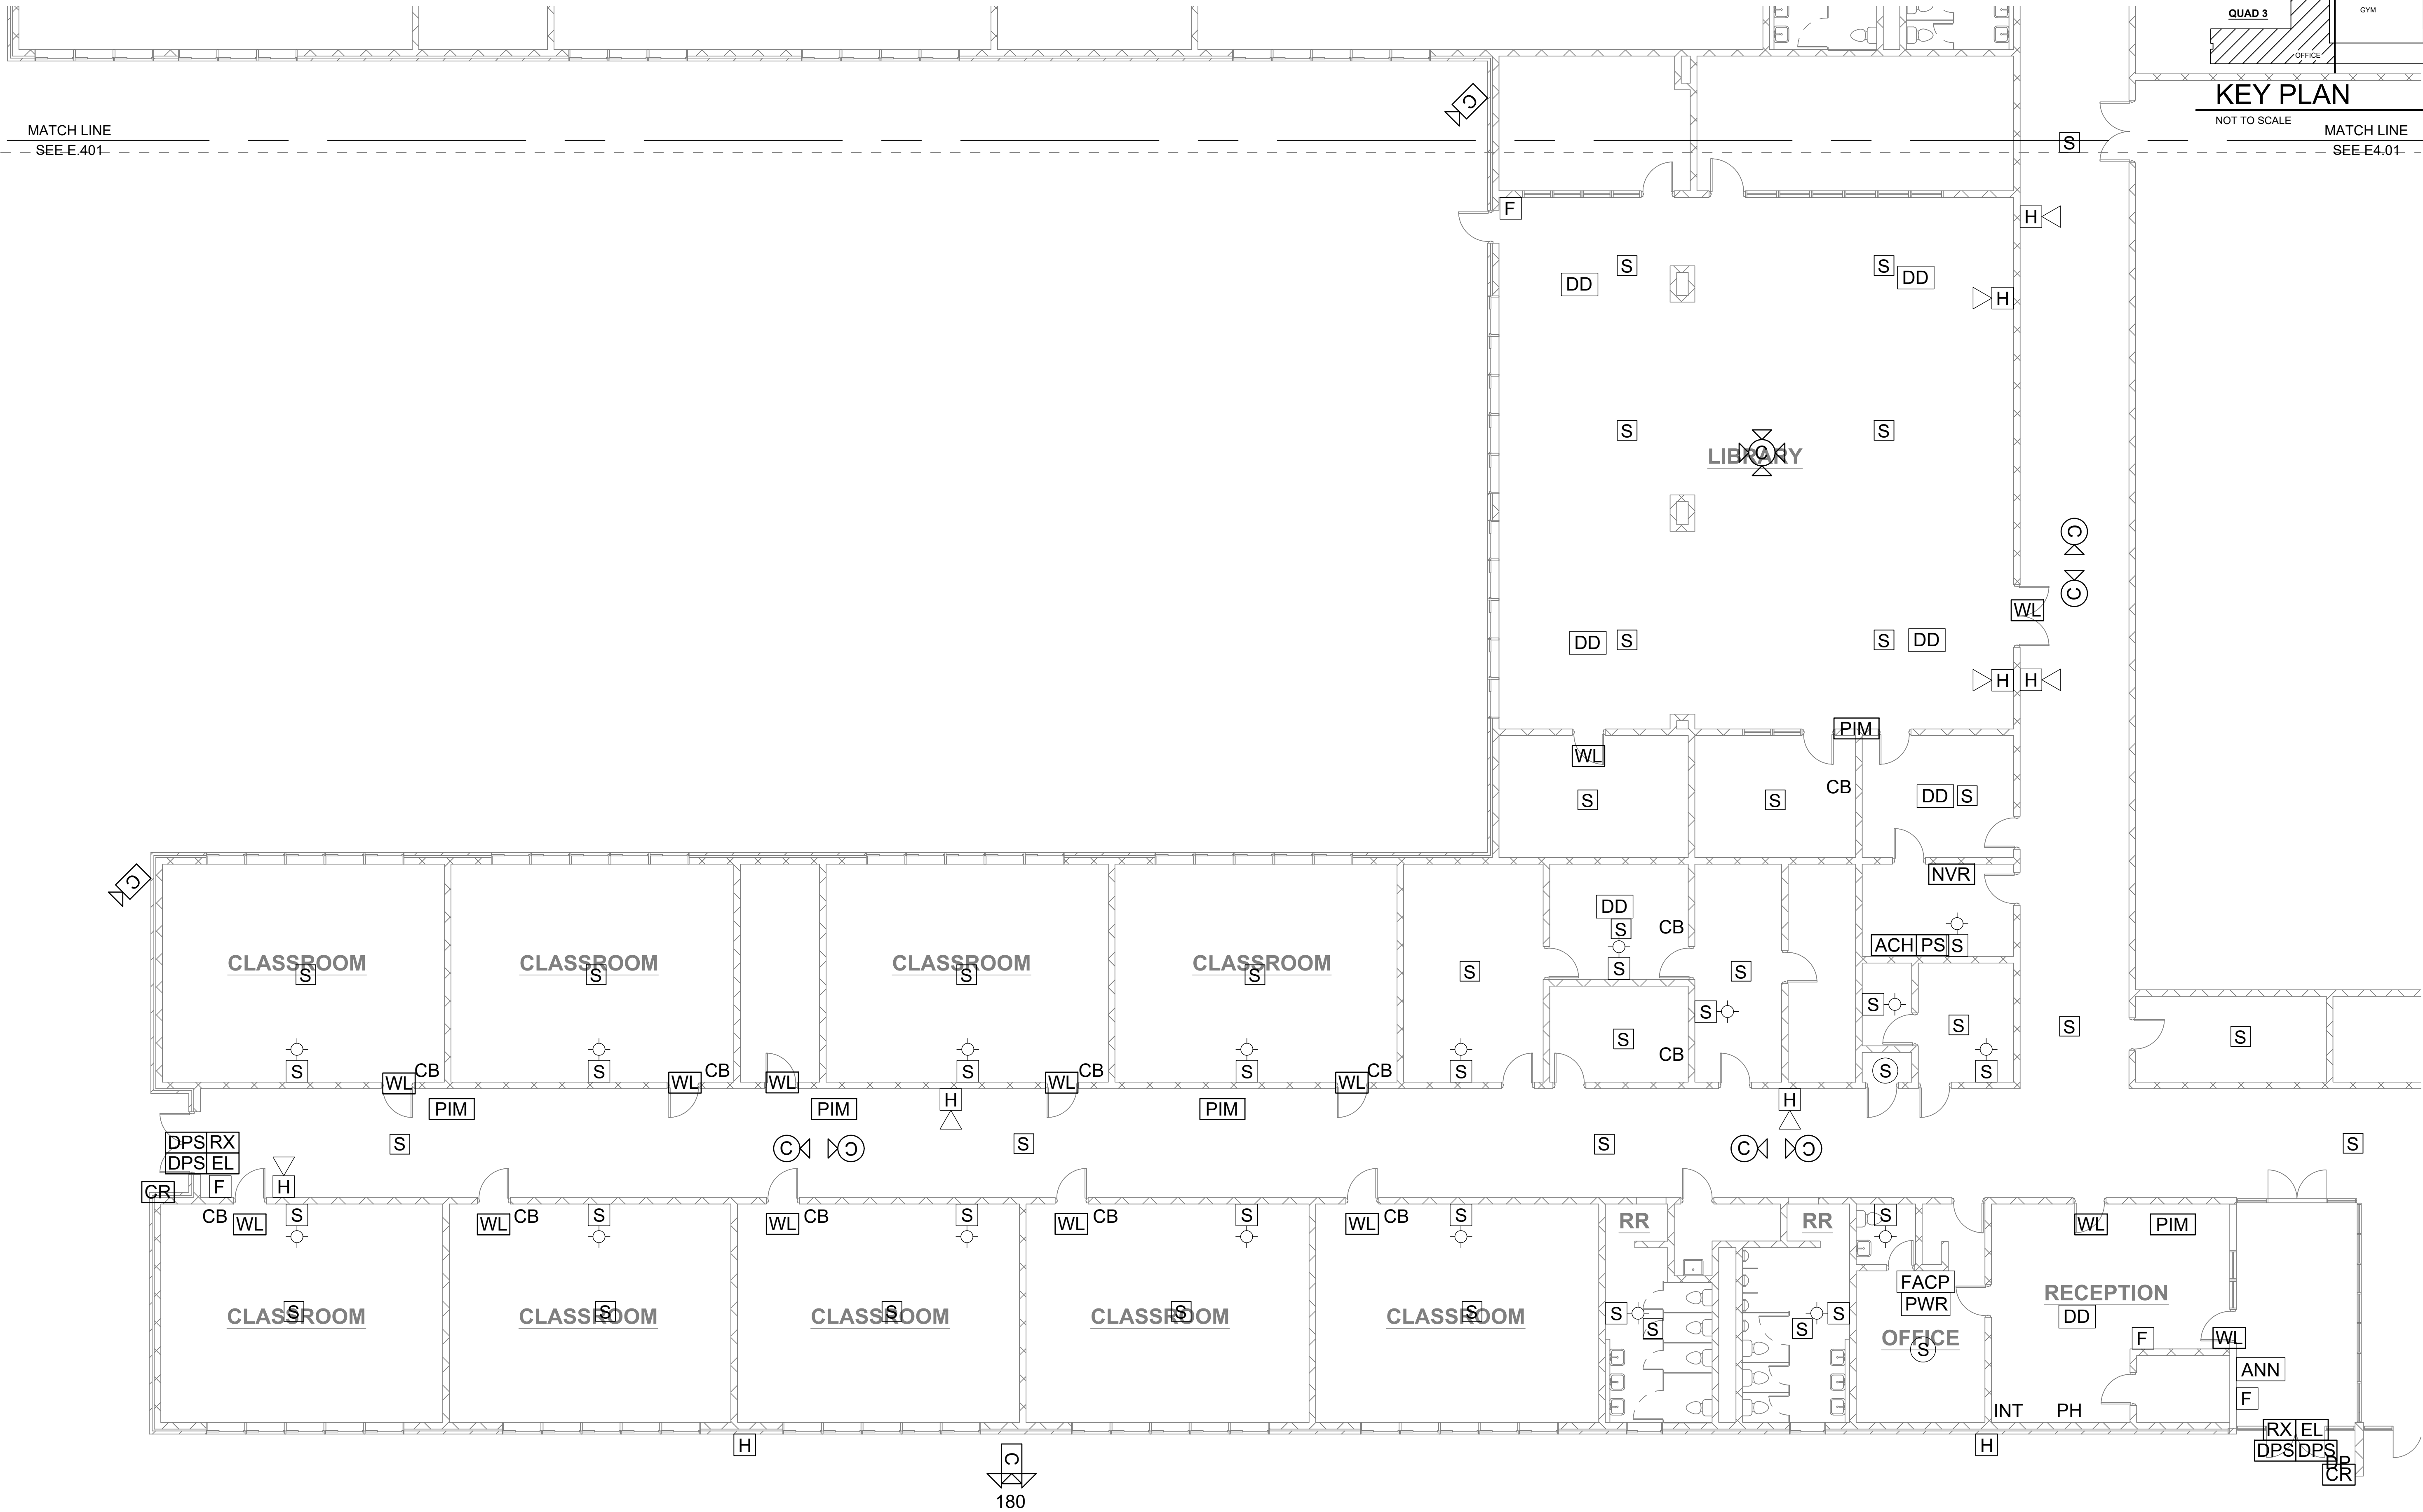 QUAD 3
GYM
OFFICE
KEY PLAN
NOT TO SCALE
C
MATCH LINE
MATCH LINE
SEE E.401
S
SEE E4.01
F
H
S
S
DD
DD
H
S
S
LIBRARY
C
C
C
WL
DD
S
S
DD
H
H
PIM
WL
CB
S
S
DD
S
C
NVR
DD
S
CB
ACH
PS
S
CLASSROOM
CLASSROOM
CLASSROOM
CLASSROOM
S
S
S
S
S
S
S
S
S
S
S
S
S
CB
S
S
S
S
S
S
S
S
WL
CB
WL
CB
WL
WL
CB
WL
CB
PIM
PIM
H
PIM
H
DPS
RX
S
C
C
S
S
C
C
S
DPS
EL
CR
F
H
CB
WL
S
WL
CB
S
WL
CB
S
WL
CB
S
WL
CB
S
RR
RR
S
WL
PIM
FACP
RECEPTION
PWR
CLASSROOM
CLASSROOM
CLASSROOM
CLASSROOM
CLASSROOM
S
S
S
S
S
S
S
S
S
DD
OFFICE
S
F
WL
ANN
F
INT
PH
RX
EL
H
C
H
DPS
DPS
DP
CR
180